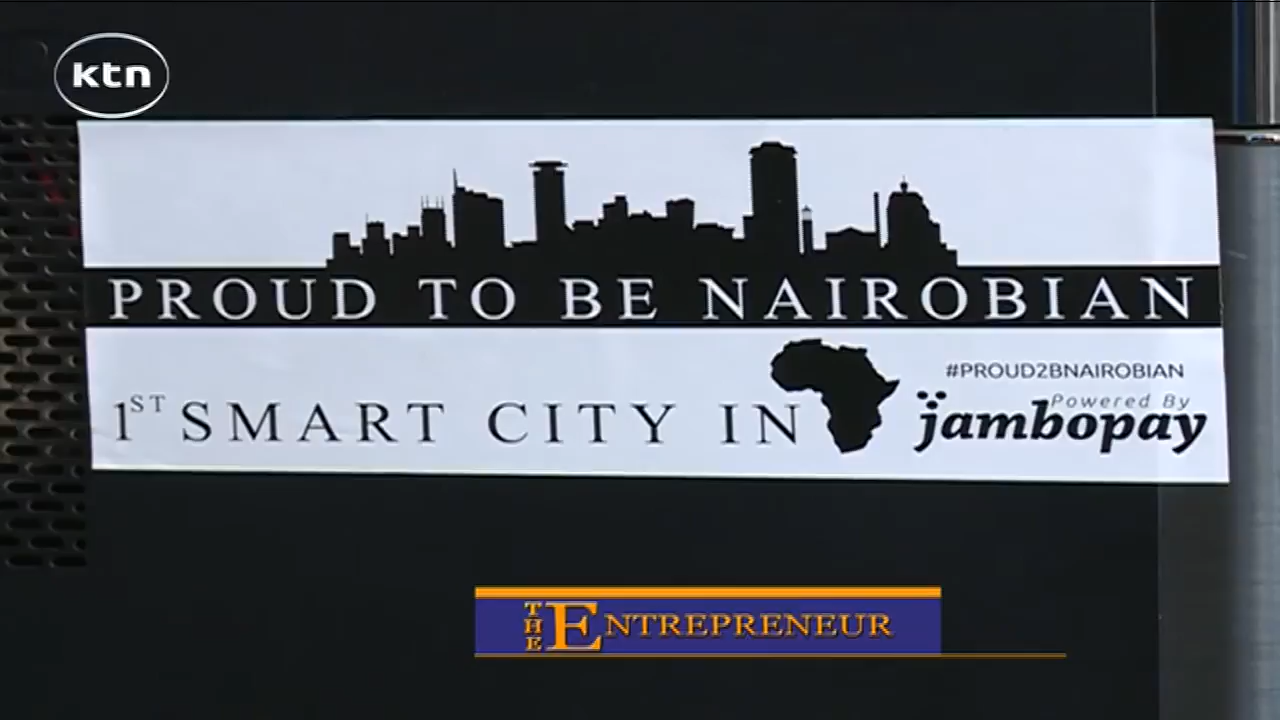 ktn
PROUD TO BE NAIROBIAN
#PROUD2BNAIROBIAN
1ST SMART CITY IN
Powered By
jambopay
THE ENTREPRENEUR